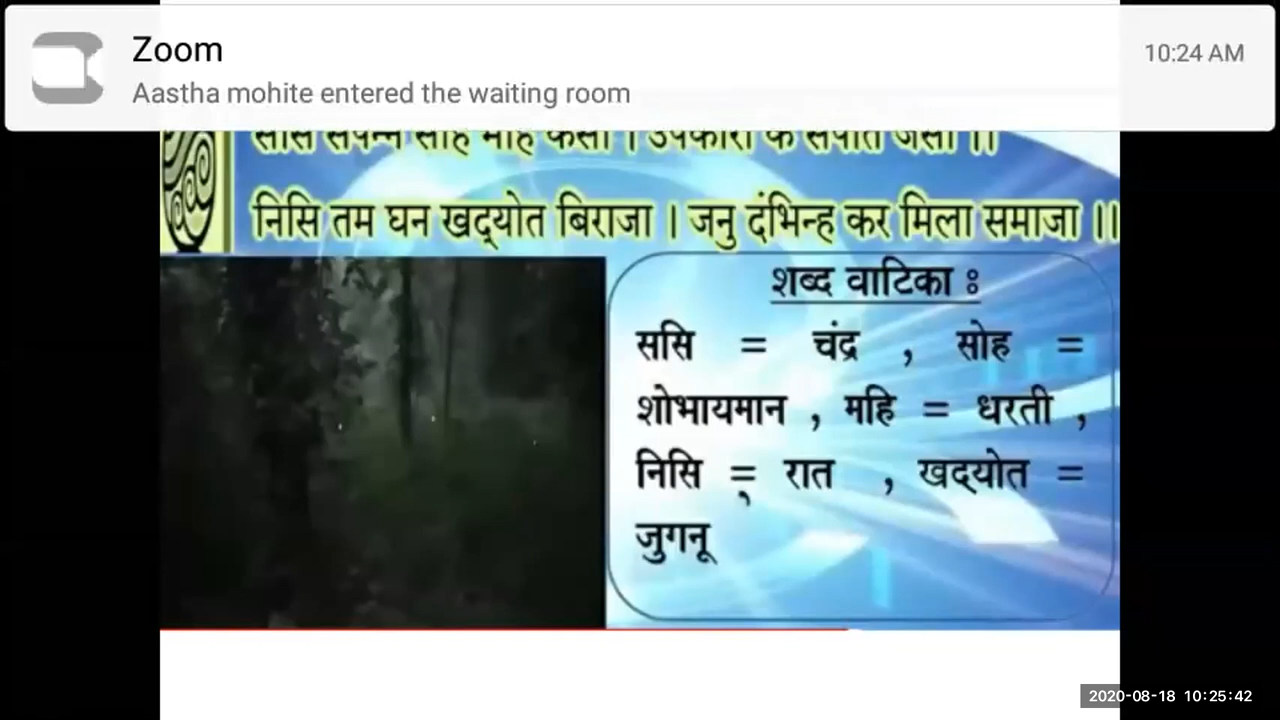 Zoom
10:24 AM
Aastha mohite entered the waiting room
निसि तम घन खद्योत बिराजा । जनु दंभिन्ह कर मिला समाजा ।।
शब्द वाटिका :
ससि = चंद्र , सोह =
शोभायमान , महि = धरती ,
निसि = रात , खद्योत =
जुगनू
2020-08-18 10:25:42